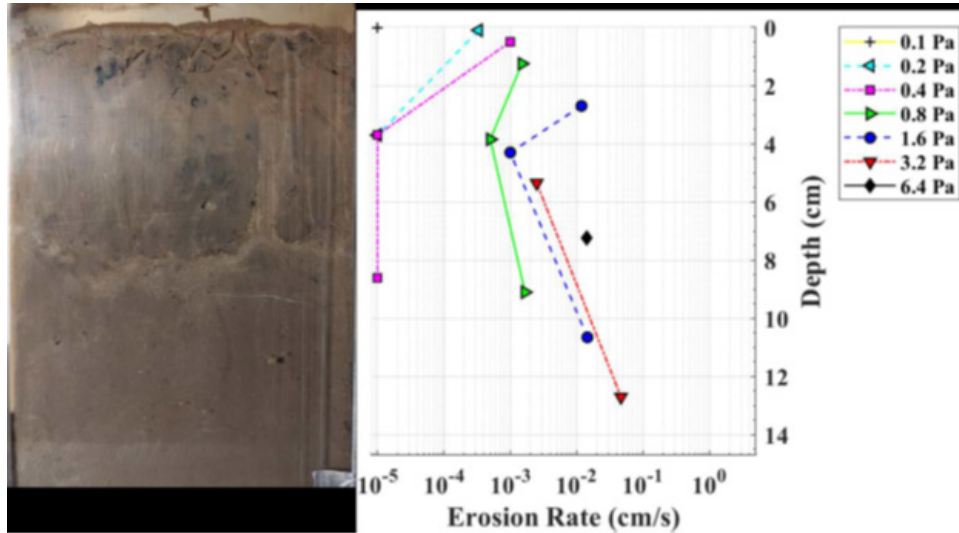 0
2
4
6
8
10
12
14
Depth (cm)
10-5
10-4
10-3
10-2
10-1
100
Erosion Rate (cm/s)
0.1 Pa
0.2 Pa
0.4 Pa
0.8 Pa
1.6 Pa
3.2 Pa
6.4 Pa